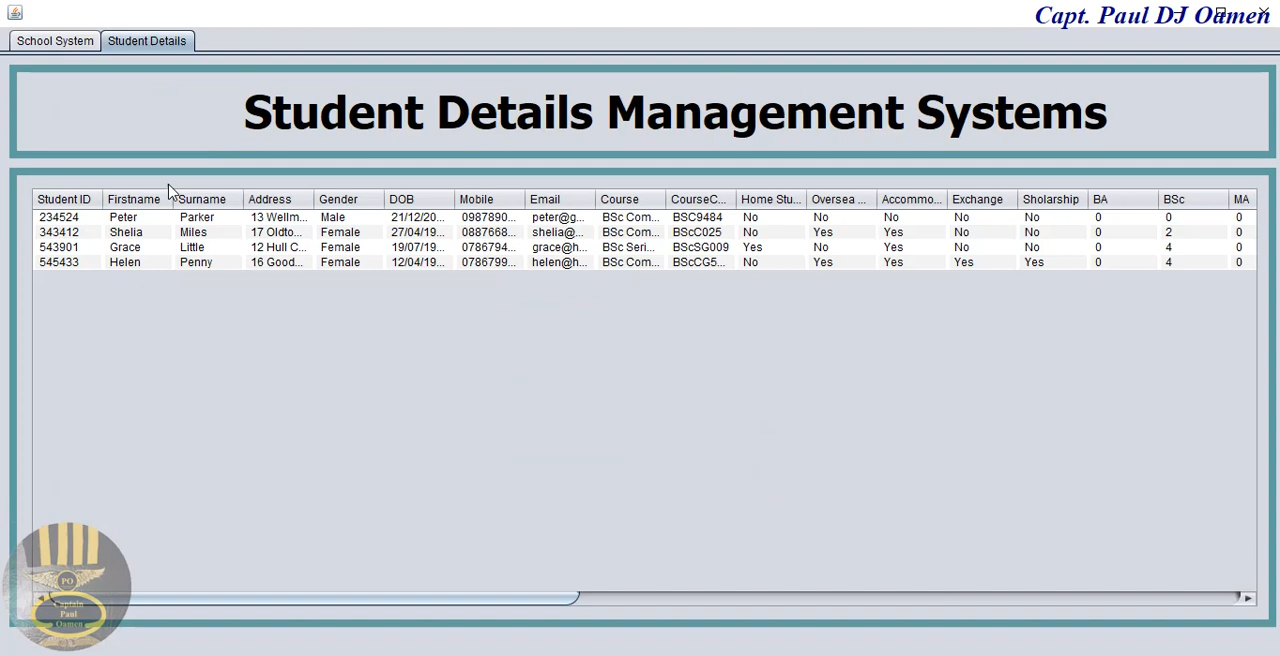 Capt. Paul DJ Oamen
School System Student Details
Student Details Management Systems
Student ID Firstname Surname Address Gender DOB Mobile Email Course CourseC... Home Stu... Oversea ... Accommo... Exchange Sholarship BA BSc MA
234524 Peter Parker 13 Wellm... Male 21/12/20... 0987890... peter@g... BSc Com... BSC9484 No No No No No 0 0 0
343412 Shelia Miles 17 Oldto... Female 27/04/19... 0887668... shelia@... BSc Com... BScC025 No Yes Yes No No 0 2 0
543901 Grace Little 12 Hull C... Female 19/07/19... 0786794... grace@h... BSc Seri... BScSG009 Yes No Yes No No 0 4 0
545433 Helen Penny 16 Good... Female 12/04/19... 0786799... helen@h... BSc Com... BScCG5... No Yes Yes Yes Yes 0 4 0
PO
Captain
Paul
Oamen